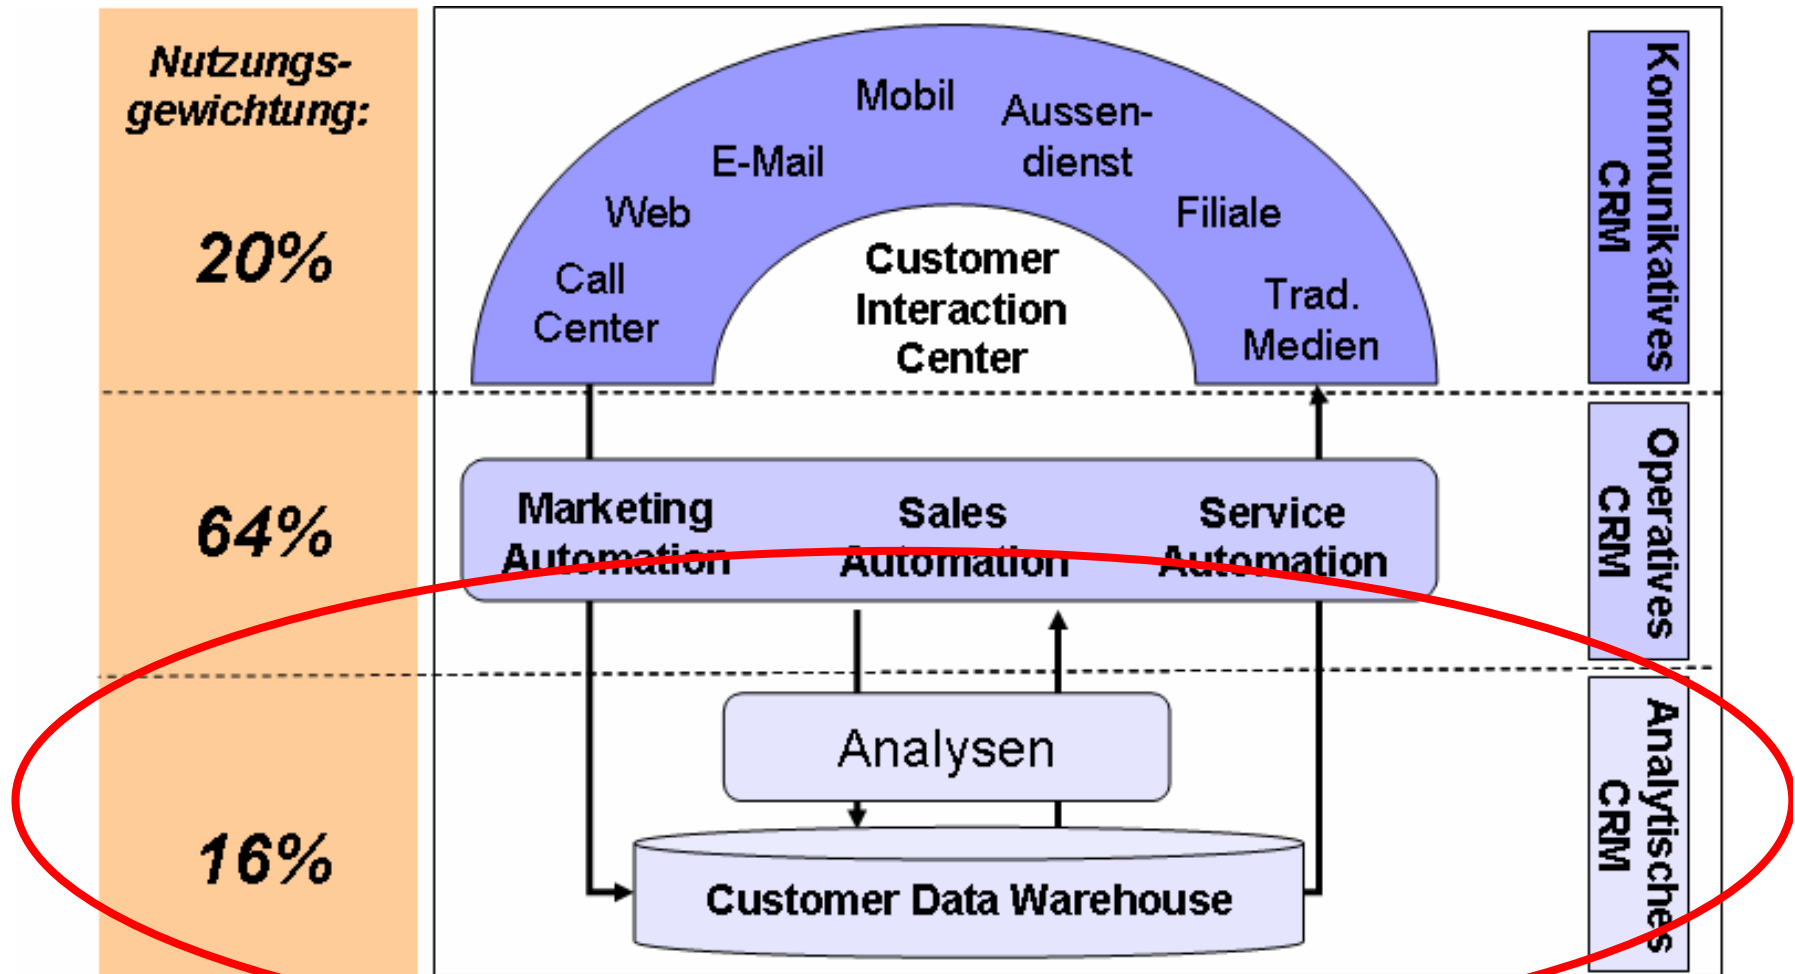 Nutzungs-
gewichtung:
20%
64%
16%
Mobil
Aussen-
dienst
E-Mail
Web
Filiale
Call
Center
Trad.
Medien
Customer
Interaction
Center
Kommunikatives
CRM
Marketing
Automation
Sales
Automation
Service
Automation
Operatives
CRM
Analysen
Customer Data Warehouse
Analytisches
CRM